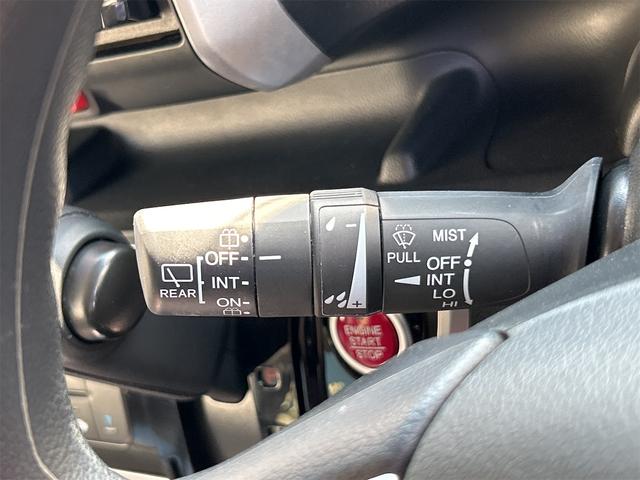 OFF
INT
REAR
ON
- +
PULL
MIST
OFF
INT
LO
HI
ENGINE
START
STOP